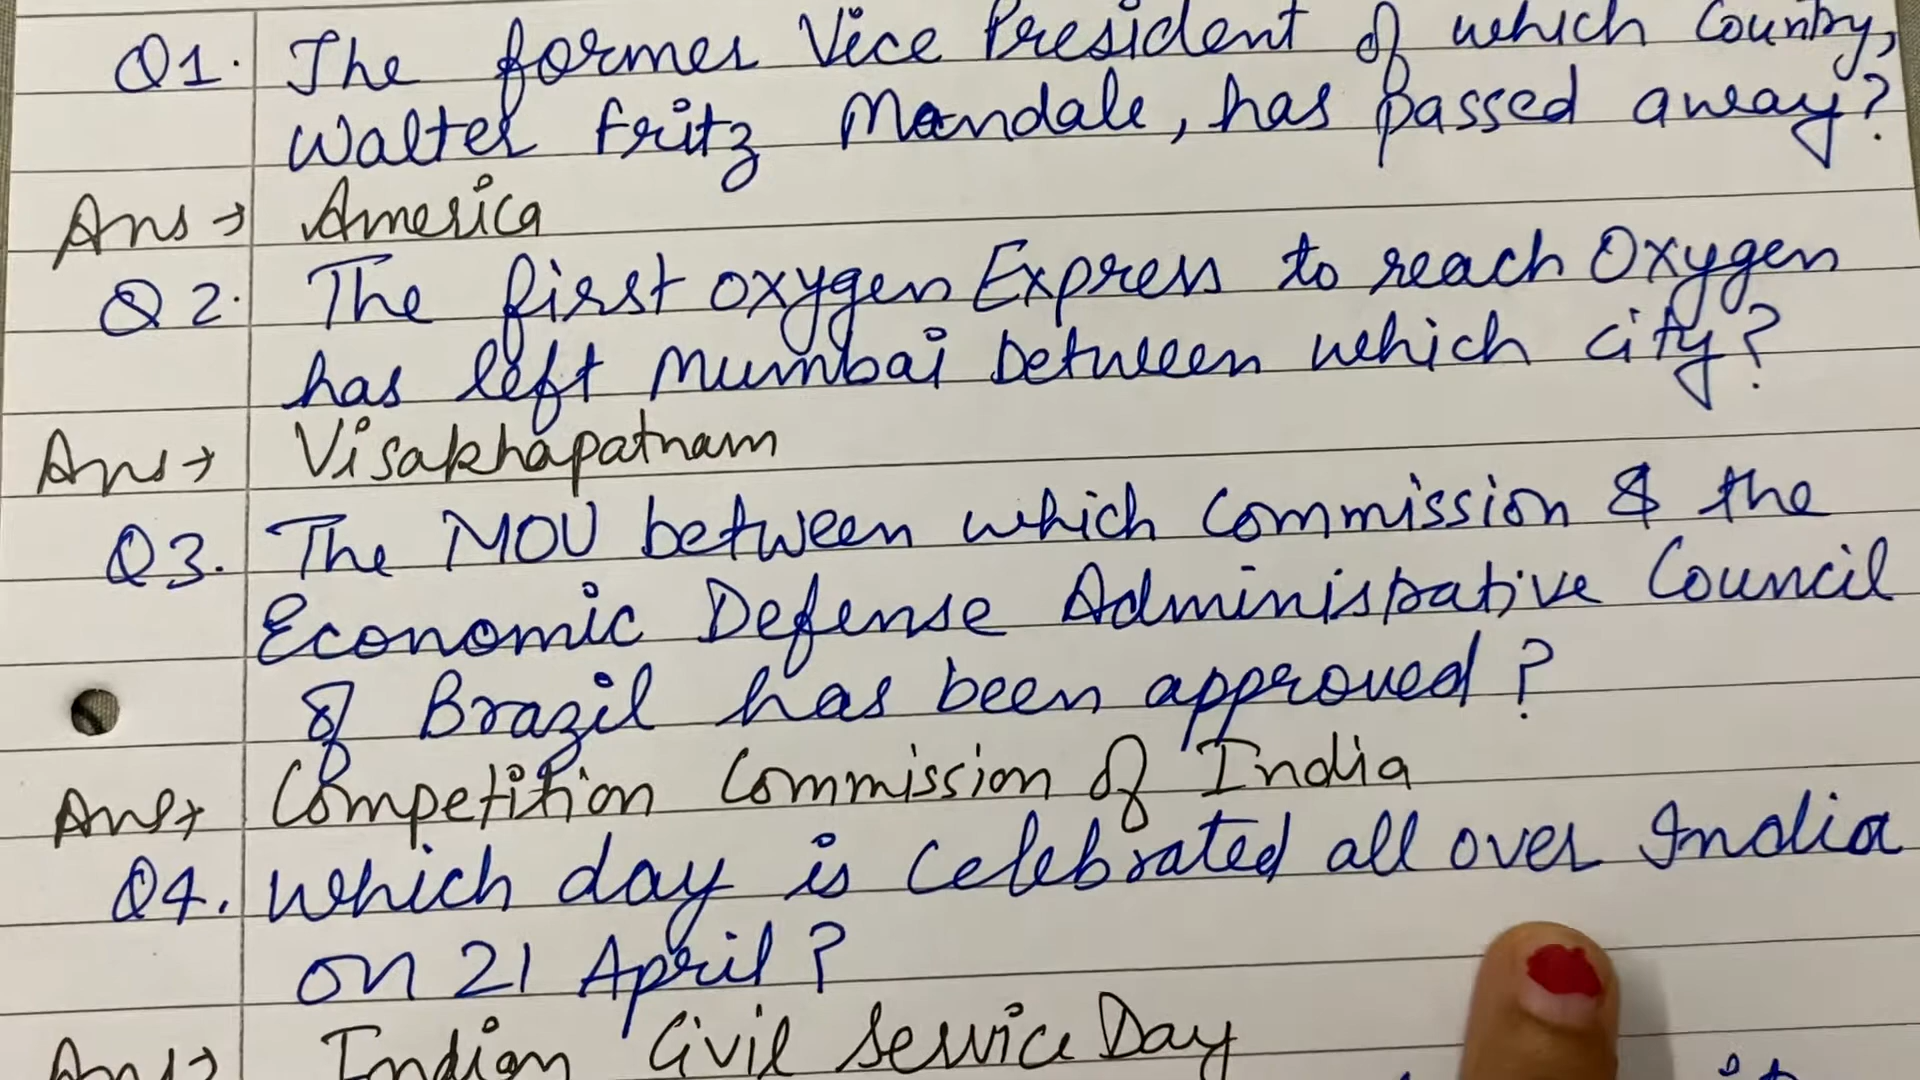 Q1. The former Vice President of which Country,
Walter Fritz Mondale, has passed away?
Ans → America
Q2. The first oxygen Express to reach Oxygen
has left Mumbai between which city?
Ans → Visakhapatnam
Q3. The MOU between which Commission & the
Economic Defense Administrative Council
of Brazil has been approved?
Ans → Competition Commission of India
Q4. Which day is Celebrated all over India
on 21 April?
Ans → Indian Civil Service Day